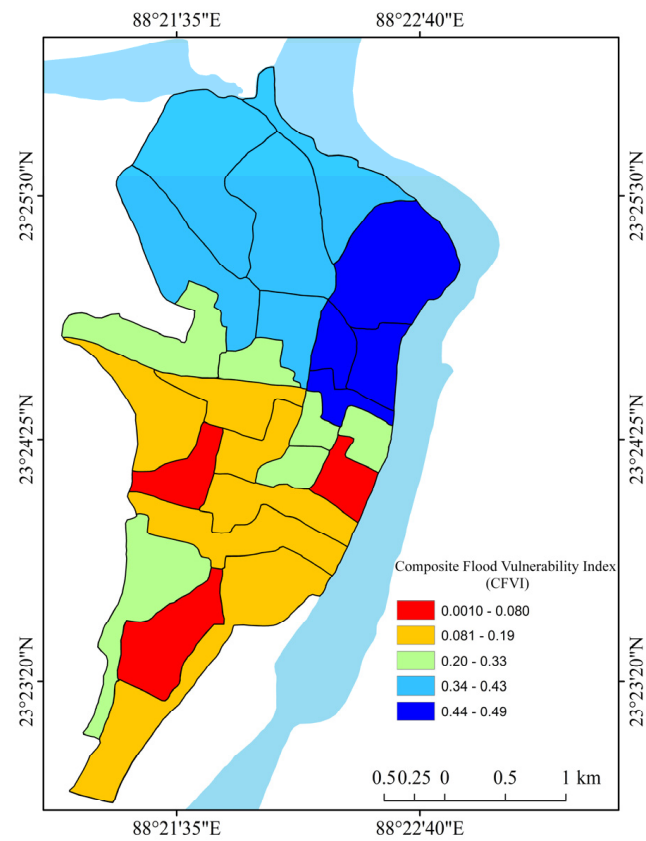 88°21'35"E 88°22'40"E
23°25'30"N 23°25'30"N
23°24'25"N 23°24'25"N
Composite Flood Vulnerability Index
(CFVI)
0.0010 - 0.080
0.081 - 0.19
0.20 - 0.33
0.34 - 0.43
0.44 - 0.49
23°23'20"N 23°23'20"N
0.50.25 0 0.5 1 km
88°21'35"E 88°22'40"E